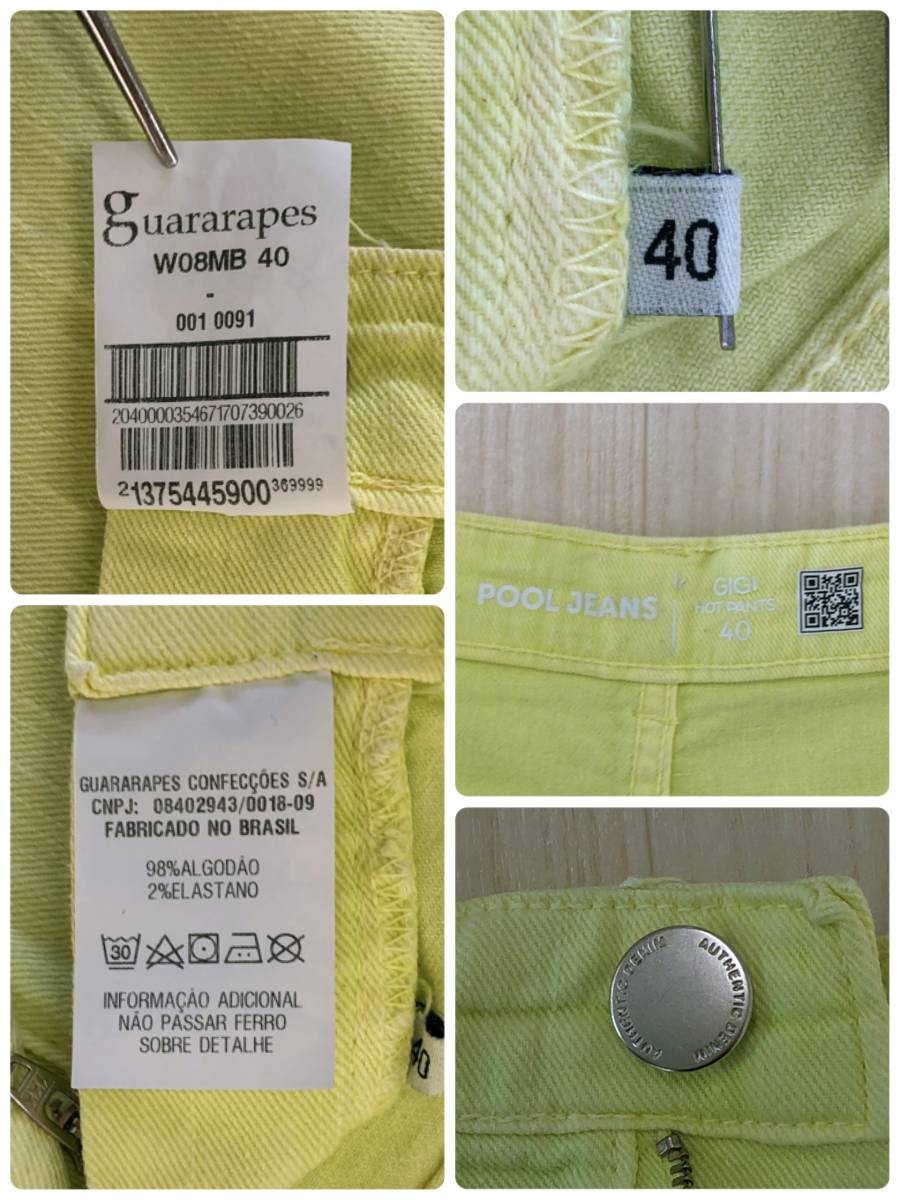 guararapes
W08MB 40
-
001 0091
2040000354671707390026
21375445900369999
40
POOL JEANS
GIGI
HOT PANTS
40
GUARARAPES CONFECÇÕES S/A
CNPJ: 08402943/0018-09
FABRICADO NO BRASIL
98%ALGODÃO
2%ELASTANO
30
INFORMAÇÃO ADICIONAL
NÃO PASSAR FERRO
SOBRE DETALHE
40
AUTHENTIC DENIM
AUTHENTIC DENIM